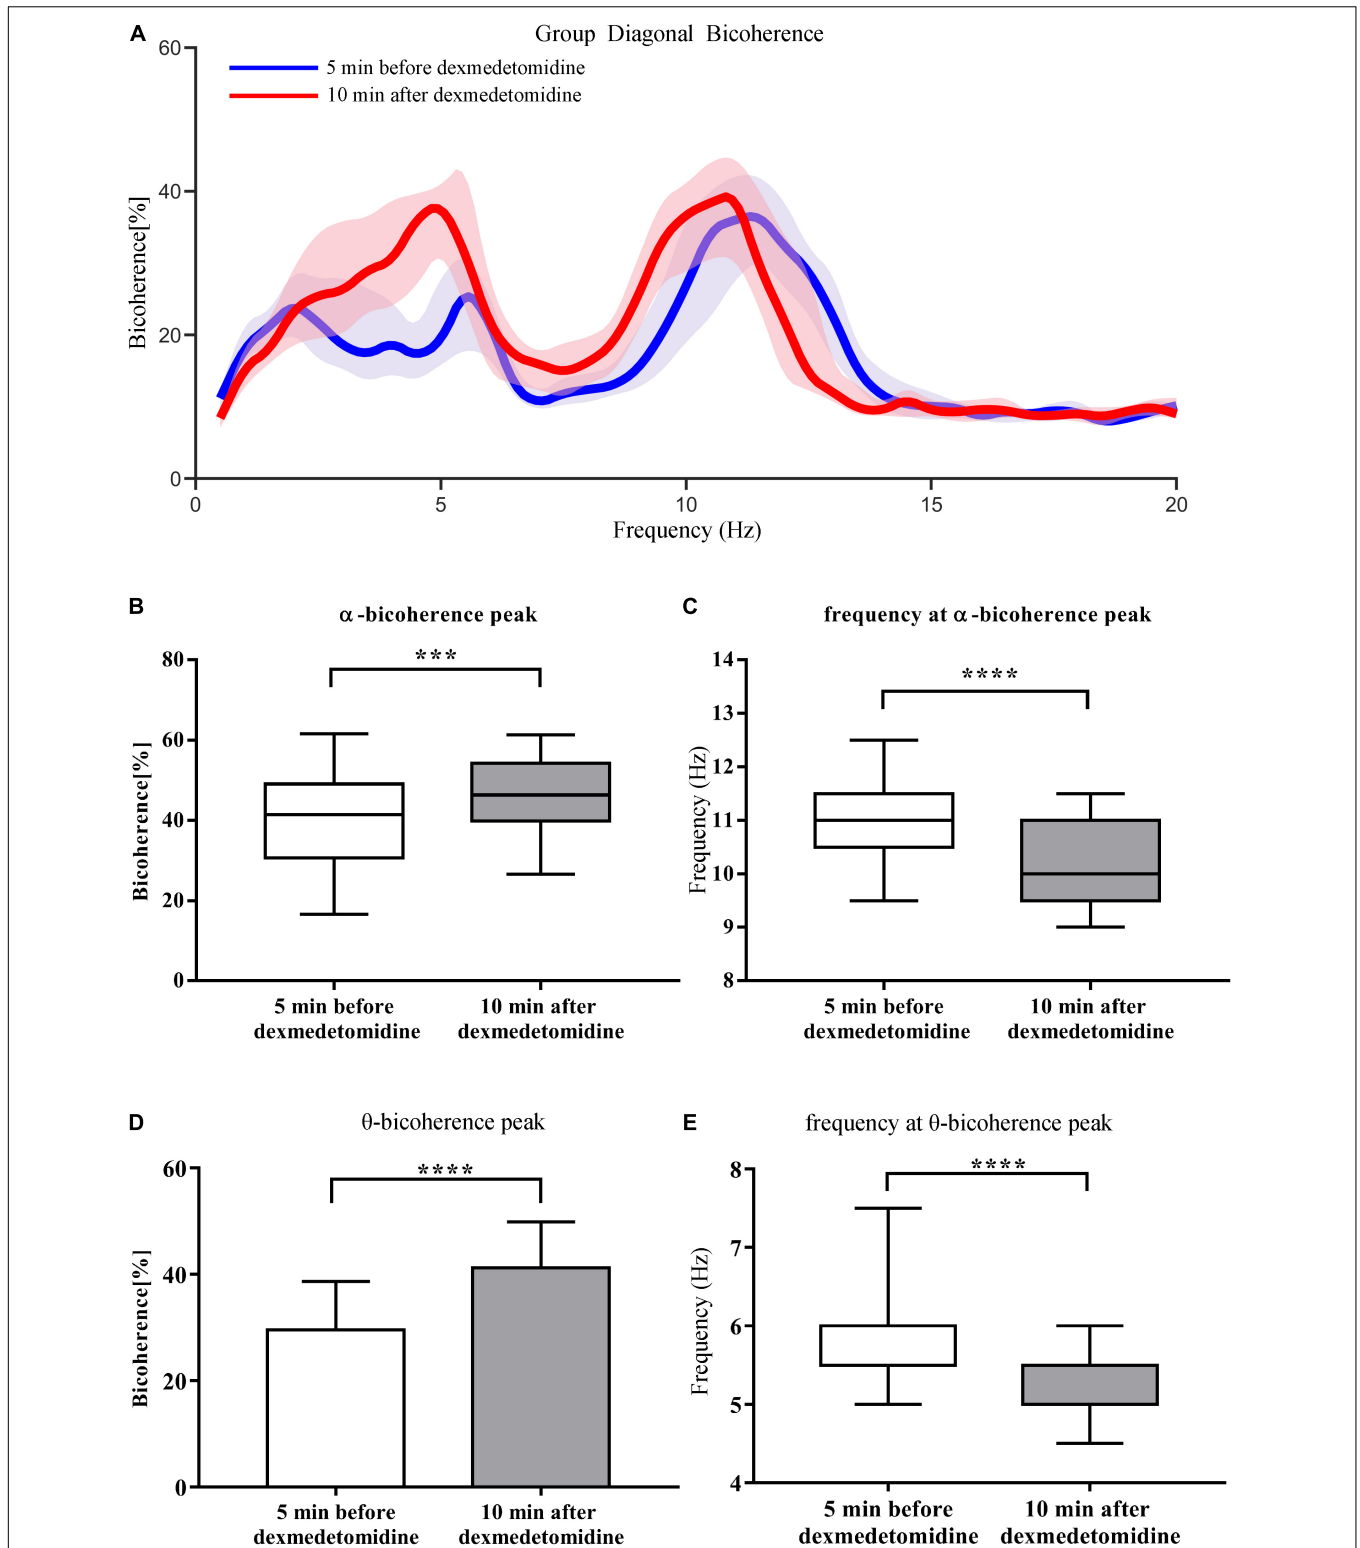 A
Group Diagonal Bicoherence
5 min before dexmedetomidine
10 min after dexmedetomidine
60
40
20
0
Bicoherence[%]
0 5 10 15 20
Frequency (Hz)
B
α-bicoherence peak
***
80
60
40
20
0
Bicoherence[%]
5 min before dexmedetomidine
10 min after dexmedetomidine
C
frequency at α-bicoherence peak
****
14
13
12
11
10
9
8
Frequency (Hz)
5 min before dexmedetomidine
10 min after dexmedetomidine
D
θ-bicoherence peak
****
60
40
20
0
Bicoherence[%]
5 min before dexmedetomidine
10 min after dexmedetomidine
E
frequency at θ-bicoherence peak
****
8
7
6
5
4
Frequency (Hz)
5 min before dexmedetomidine
10 min after dexmedetomidine